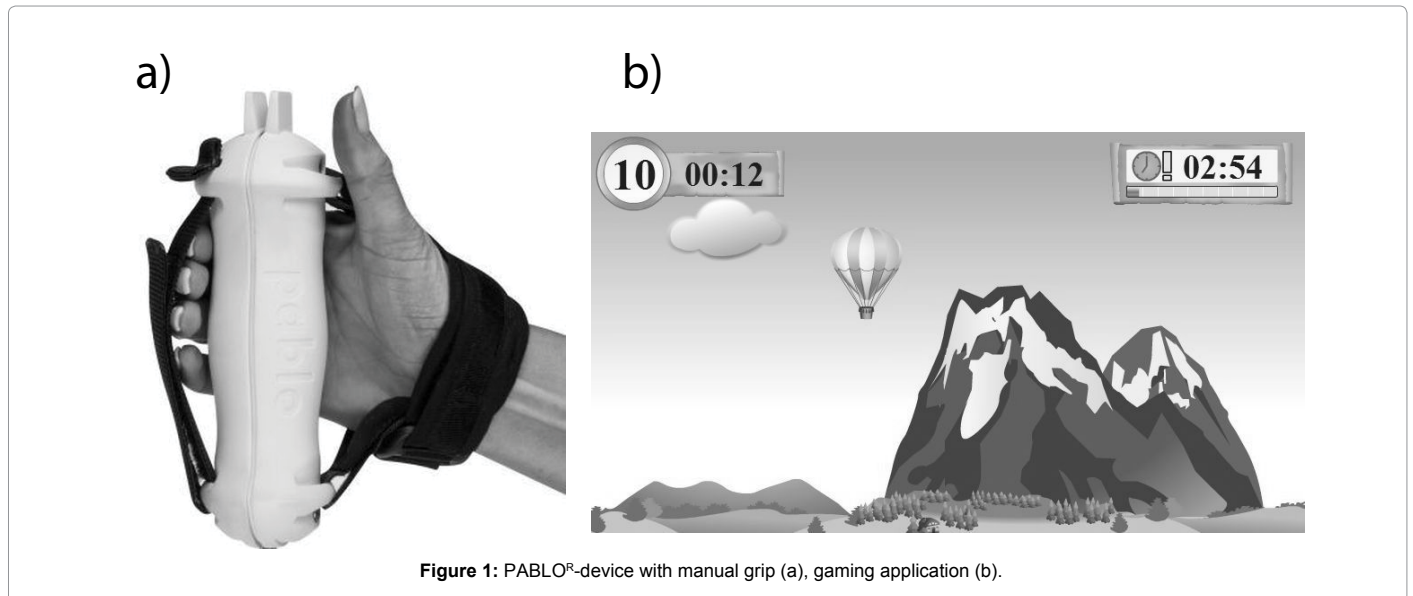 a)
b)
pablo
10
00:12
02:54
Figure 1: PABLOᴿ-device with manual grip (a), gaming application (b).